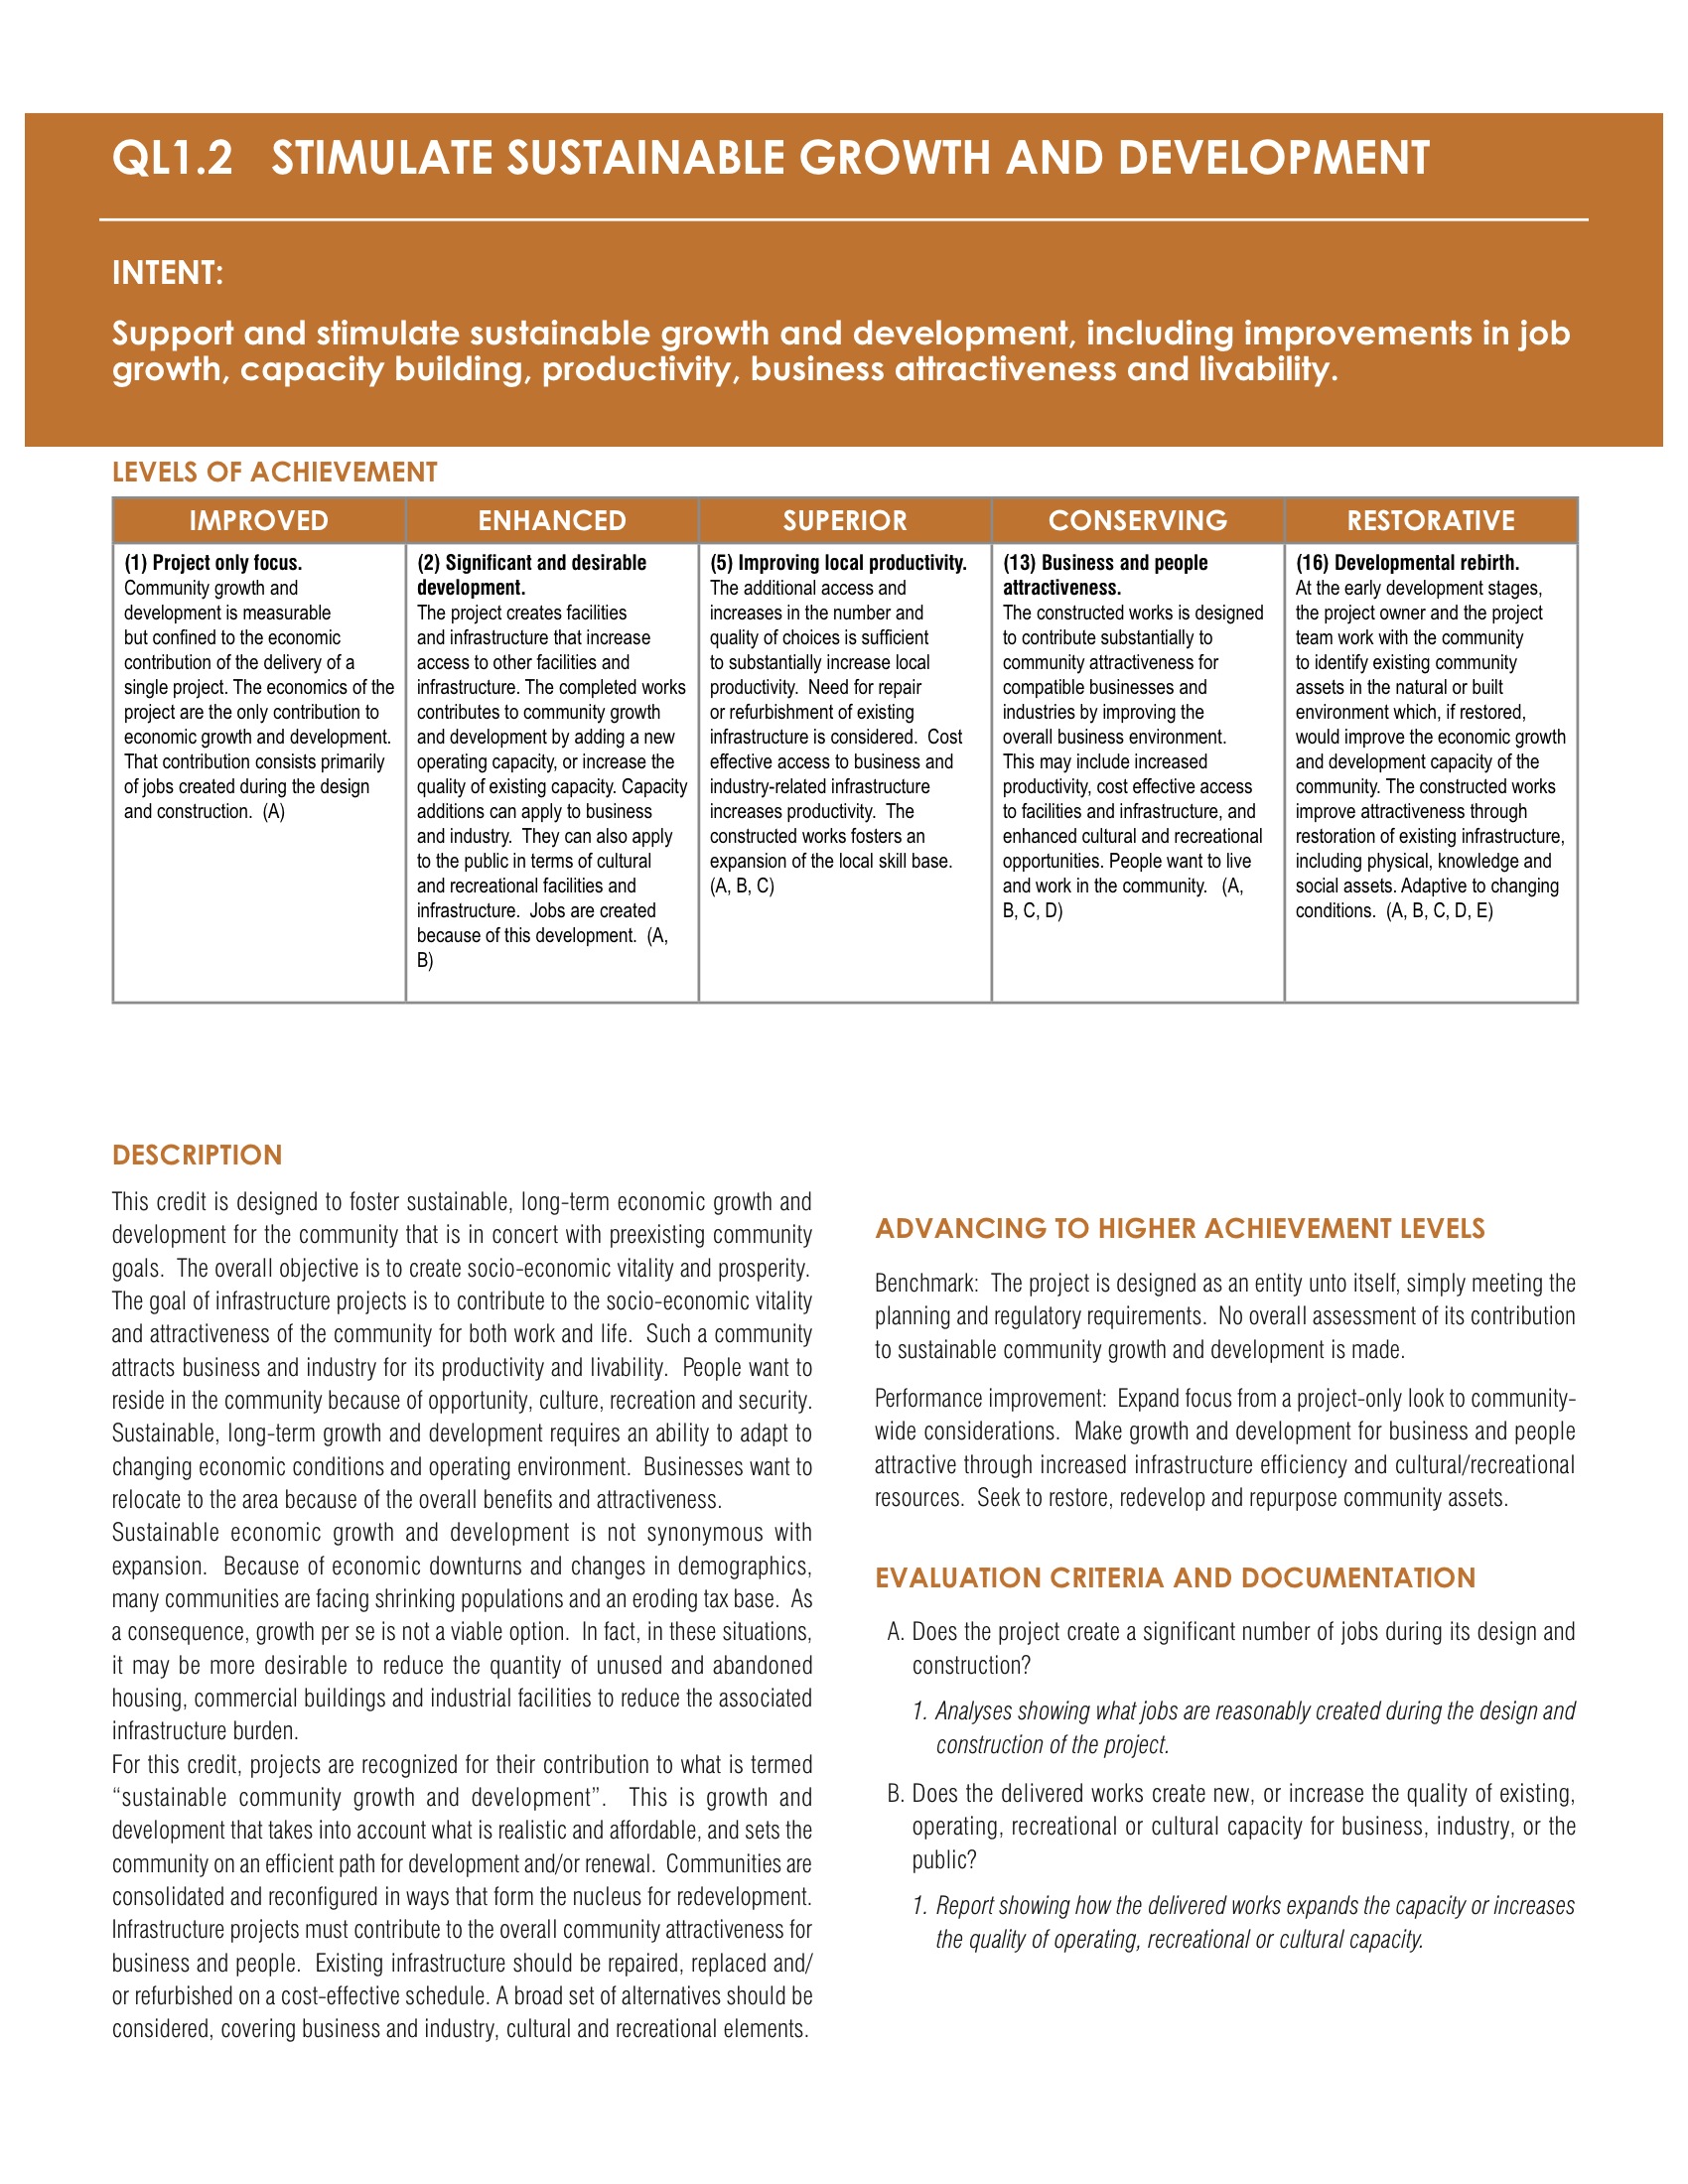 QL1.2 STIMULATE SUSTAINABLE GROWTH AND DEVELOPMENT
INTENT:
Support and stimulate sustainable growth and development, including improvements in job
growth, capacity building, productivity, business attractiveness and livability.
LEVELS OF ACHIEVEMENT
IMPROVED
(1) Project only focus.
Community growth and
development is measurable
but confined to the economic
contribution of the delivery of a
single project. The economics of the
project are the only contribution to
economic growth and development.
That contribution consists primarily
of jobs created during the design
and construction. (A)
ENHANCED
(2) Significant and desirable
development.
The project creates facilities
and infrastructure that increase
access to other facilities and
infrastructure. The completed works
contributes to community growth
and development by adding a new
operating capacity, or increase the
quality of existing capacity. Capacity
additions can apply to business
and industry. They can also apply
to the public in terms of cultural
and recreational facilities and
infrastructure. Jobs are created
because of this development. (A,
B)
SUPERIOR
(5) Improving local productivity.
The additional access and
increases in the number and
quality of choices is sufficient
to substantially increase local
productivity. Need for repair
or refurbishment of existing
infrastructure is considered. Cost
effective access to business and
industry-related infrastructure
increases productivity. The
constructed works fosters an
expansion of the local skill base.
(A, B, C)
CONSERVING
(13) Business and people
attractiveness.
The constructed works is designed
to contribute substantially to
community attractiveness for
compatible businesses and
industries by improving the
overall business environment.
This may include increased
productivity, cost effective access
to facilities and infrastructure, and
enhanced cultural and recreational
opportunities. People want to live
and work in the community. (A,
B, C, D)
RESTORATIVE
(16) Developmental rebirth.
At the early development stages,
the project owner and the project
team work with the community
to identify existing community
assets in the natural or built
environment which, if restored,
would improve the economic growth
and development capacity of the
community. The constructed works
improve attractiveness through
restoration of existing infrastructure,
including physical, knowledge and
social assets. Adaptive to changing
conditions. (A, B, C, D, E)
DESCRIPTION
This credit is designed to foster sustainable, long-term economic growth and
development for the community that is in concert with preexisting community
goals. The overall objective is to create socio-economic vitality and prosperity.
The goal of infrastructure projects is to contribute to the socio-economic vitality
and attractiveness of the community for both work and life. Such a community
attracts business and industry for its productivity and livability. People want to
reside in the community because of opportunity, culture, recreation and security.
Sustainable, long-term growth and development requires an ability to adapt to
changing economic conditions and operating environment. Businesses want to
relocate to the area because of the overall benefits and attractiveness.
Sustainable economic growth and development is not synonymous with
expansion. Because of economic downturns and changes in demographics,
many communities are facing shrinking populations and an eroding tax base. As
a consequence, growth per se is not a viable option. In fact, in these situations,
it may be more desirable to reduce the quantity of unused and abandoned
housing, commercial buildings and industrial facilities to reduce the associated
infrastructure burden.
For this credit, projects are recognized for their contribution to what is termed
“sustainable community growth and development”. This is growth and
development that takes into account what is realistic and affordable, and sets the
community on an efficient path for development and/or renewal. Communities are
consolidated and reconfigured in ways that form the nucleus for redevelopment.
Infrastructure projects must contribute to the overall community attractiveness for
business and people. Existing infrastructure should be repaired, replaced and/
or refurbished on a cost-effective schedule. A broad set of alternatives should be
considered, covering business and industry, cultural and recreational elements.
ADVANCING TO HIGHER ACHIEVEMENT LEVELS
Benchmark: The project is designed as an entity unto itself, simply meeting the
planning and regulatory requirements. No overall assessment of its contribution
to sustainable community growth and development is made.
Performance improvement: Expand focus from a project-only look to community-
wide considerations. Make growth and development for business and people
attractive through increased infrastructure efficiency and cultural/recreational
resources. Seek to restore, redevelop and repurpose community assets.
EVALUATION CRITERIA AND DOCUMENTATION
A. Does the project create a significant number of jobs during its design and
construction?
1. Analyses showing what jobs are reasonably created during the design and
construction of the project.
B. Does the delivered works create new, or increase the quality of existing,
operating, recreational or cultural capacity for business, industry, or the
public?
1. Report showing how the delivered works expands the capacity or increases
the quality of operating, recreational or cultural capacity.